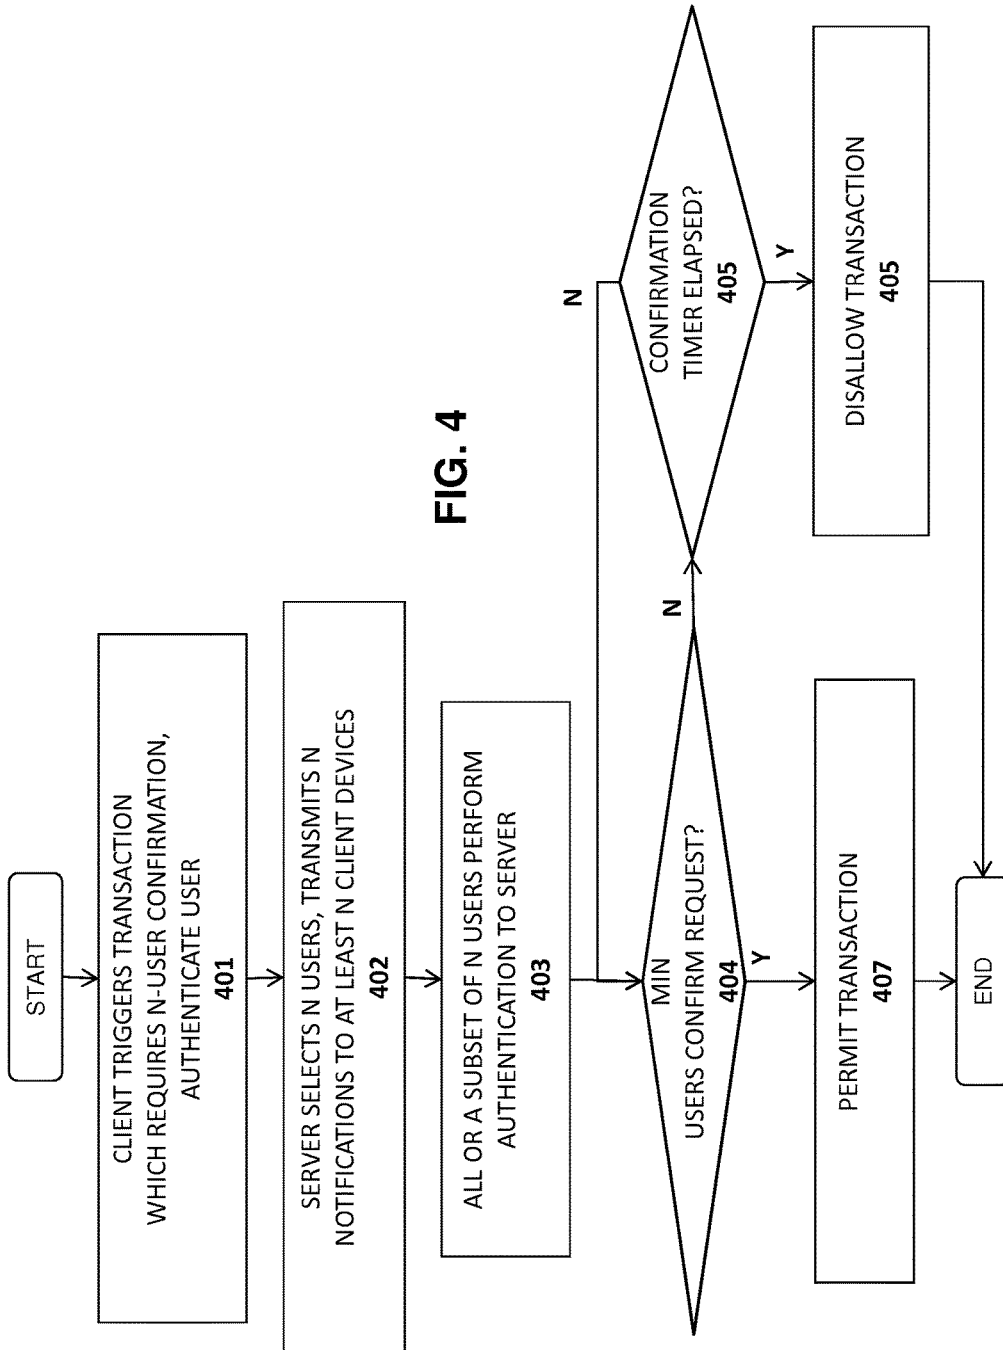 START
CLIENT TRIGGERS TRANSACTION
WHICH REQUIRES N-USER CONFIRMATION,
AUTHENTICATE USER
401
SERVER SELECTS N USERS, TRANSMITS N
NOTIFICATIONS TO AT LEAST N CLIENT DEVICES
402
ALL OR A SUBSET OF N USERS PERFORM
AUTHENTICATION TO SERVER
403
FIG. 4
MIN
USERS CONFIRM REQUEST?
404
N
Y
N
CONFIRMATION
TIMER ELAPSED?
405
Y
PERMIT TRANSACTION
407
DISALLOW TRANSACTION
405
END